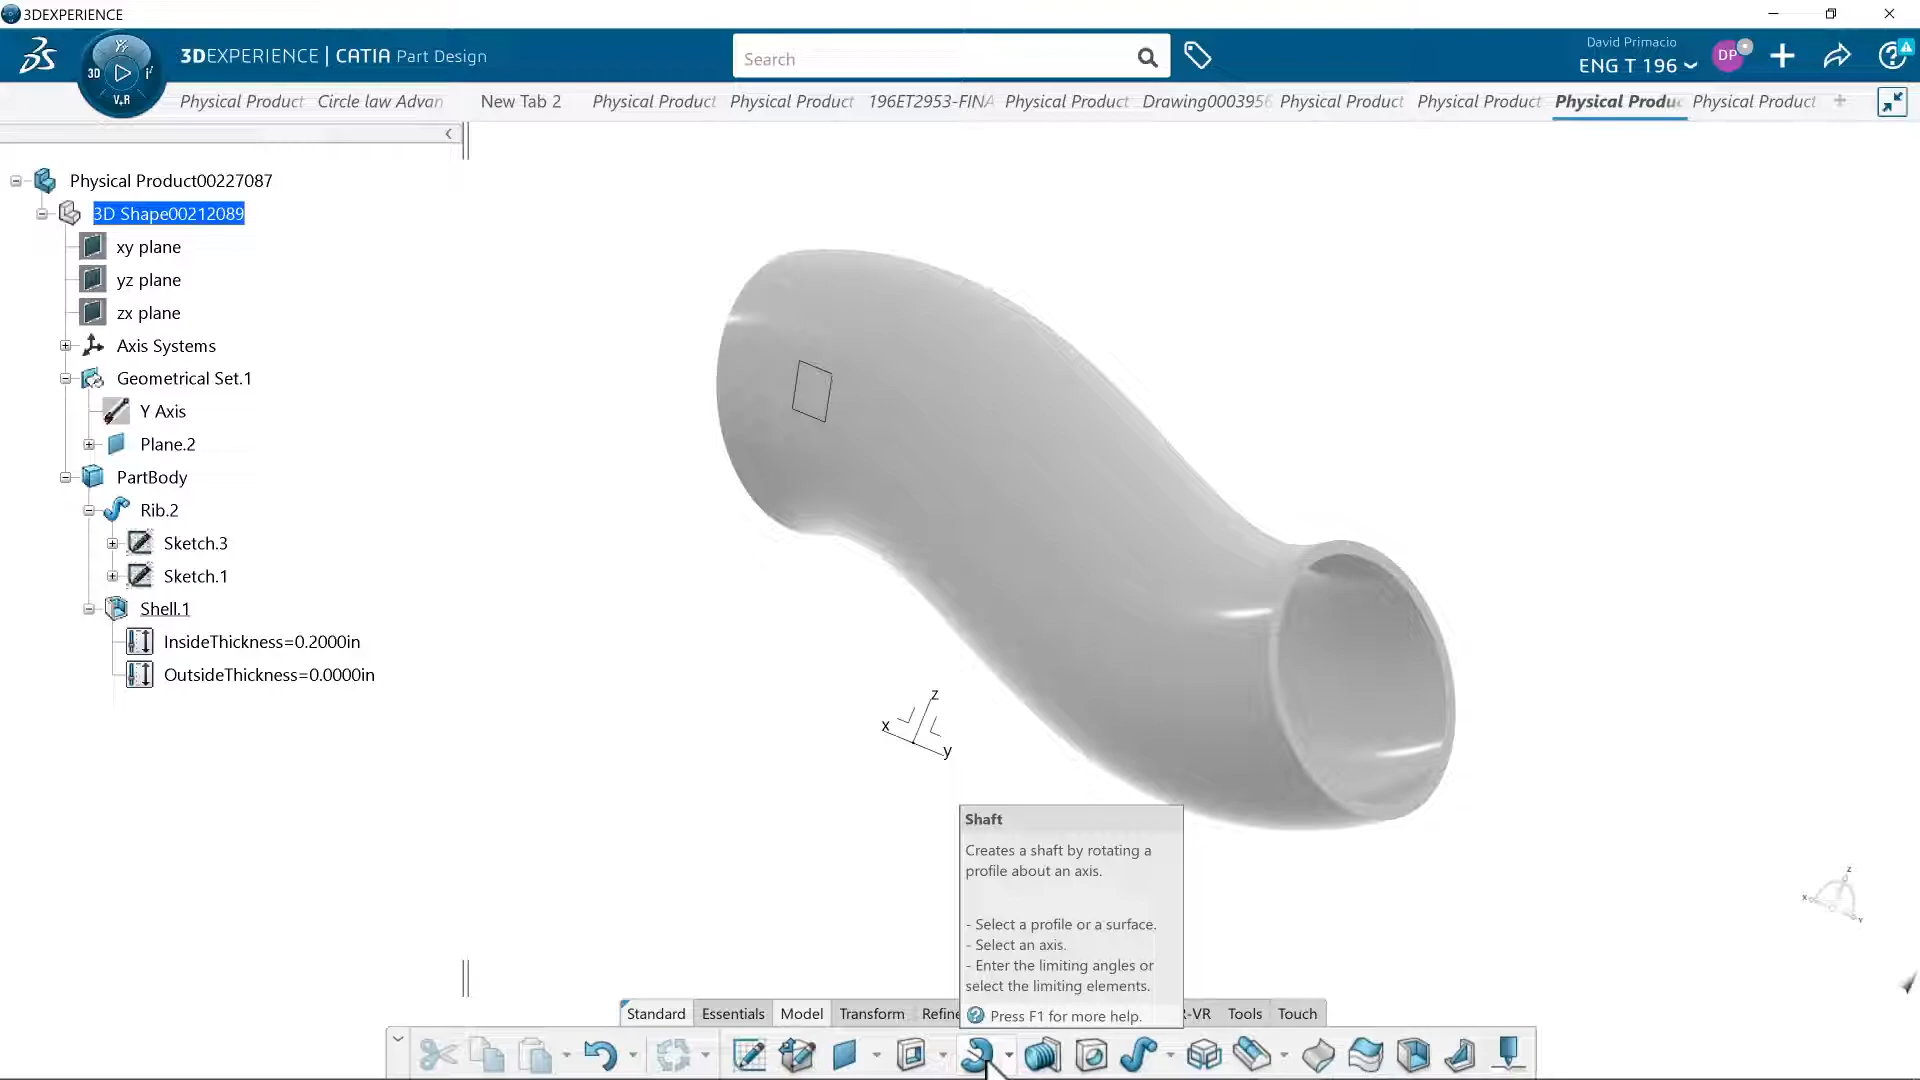 3DEXPERIENCE
3DEXPERIENCE | CATIA Part Design
Search
David Primacio
ENG T 196
DP
3D
V.R
Physical Product
Circle law Advan
New Tab 2
Physical Product
Physical Product
196ET2953-FINA
Physical Product
Drawing0003956
Physical Product
Physical Product
Physical Produc
Physical Product
Physical Product00227087
3D Shape00212089
xy plane
yz plane
zx plane
Axis Systems
Geometrical Set.1
Y Axis
Plane.2
PartBody
Rib.2
Sketch.3
Sketch.1
Shell.1
InsideThickness=0.2000in
OutsideThickness=0.0000in
z
x
y
Shaft
Creates a shaft by rotating a
profile about an axis.
- Select a profile or a surface.
- Select an axis.
- Enter the limiting angles or
select the limiting elements.
Press F1 for more help.
z
x
y
Standard
Essentials
Model
Transform
Refine
R-VR
Tools
Touch